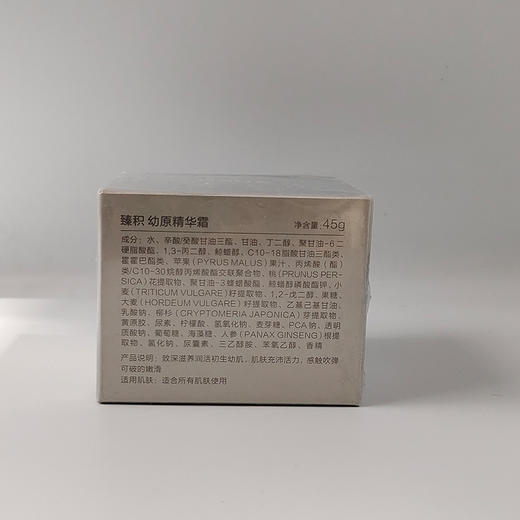 臻积 幼原精华霜 净含量:45g
成分：水、辛酸/癸酸甘油三酯、甘油、丁二醇、聚甘油-6二
硬脂酸酯、1,3-丙二醇、鲸蜡醇、C10-18脂酸甘油三酯类、
霍霍巴酯类、苹果(PYRUS MALUS)果汁、丙烯酸（酯）
类/C10-30烷醇丙烯酸酯交联聚合物、桃(PRUNUS PER-
SICA)花提取物、聚甘油-3蜂蜡酸酯、鲸蜡醇磷酸酯钾、小
麦(TRITICUM VULGARE)籽提取物、1,2-戊二醇、果糖、
大麦(HORDEUM VULGARE)籽提取物、乙基己基甘油、
乳酸钠、柳杉(CRYPTOMERIA JAPONICA)芽提取物、
黄原胶、尿素、柠檬酸、氢氧化钠、麦芽糖、PCA钠、透明
质酸钠、葡萄糖、海藻糖、人参(PANAX GINSENG)根提取
物、氯化钠、尿囊素、三乙醇胺、苯氧乙醇、香精
产品说明：致深滋养润活初生幼肌，肌肤充沛活力，感触吹弹
可破的嫩滑
适用肌肤：适合所有肌肤使用